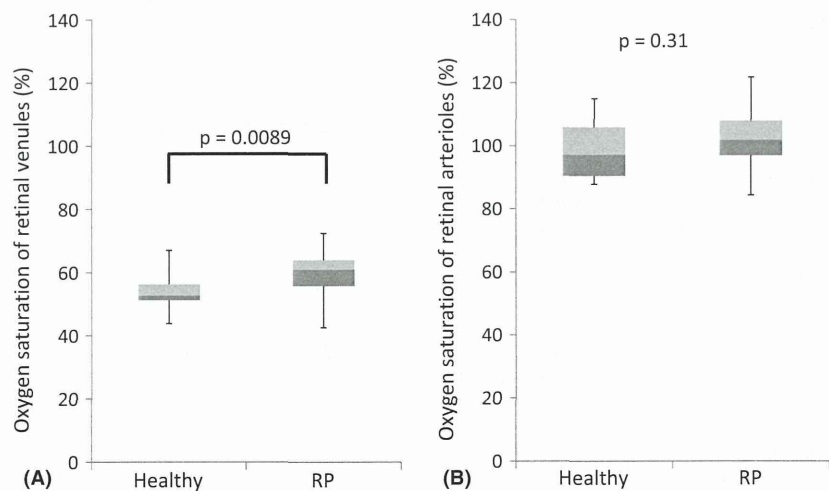 Oxygen saturation of retinal venules (%)
140
120
100
80
60
40
20
0
p = 0.0089
Healthy
RP
(A)
Oxygen saturation of retinal arterioles (%)
140
120
100
80
60
40
20
0
p = 0.31
Healthy
RP
(B)